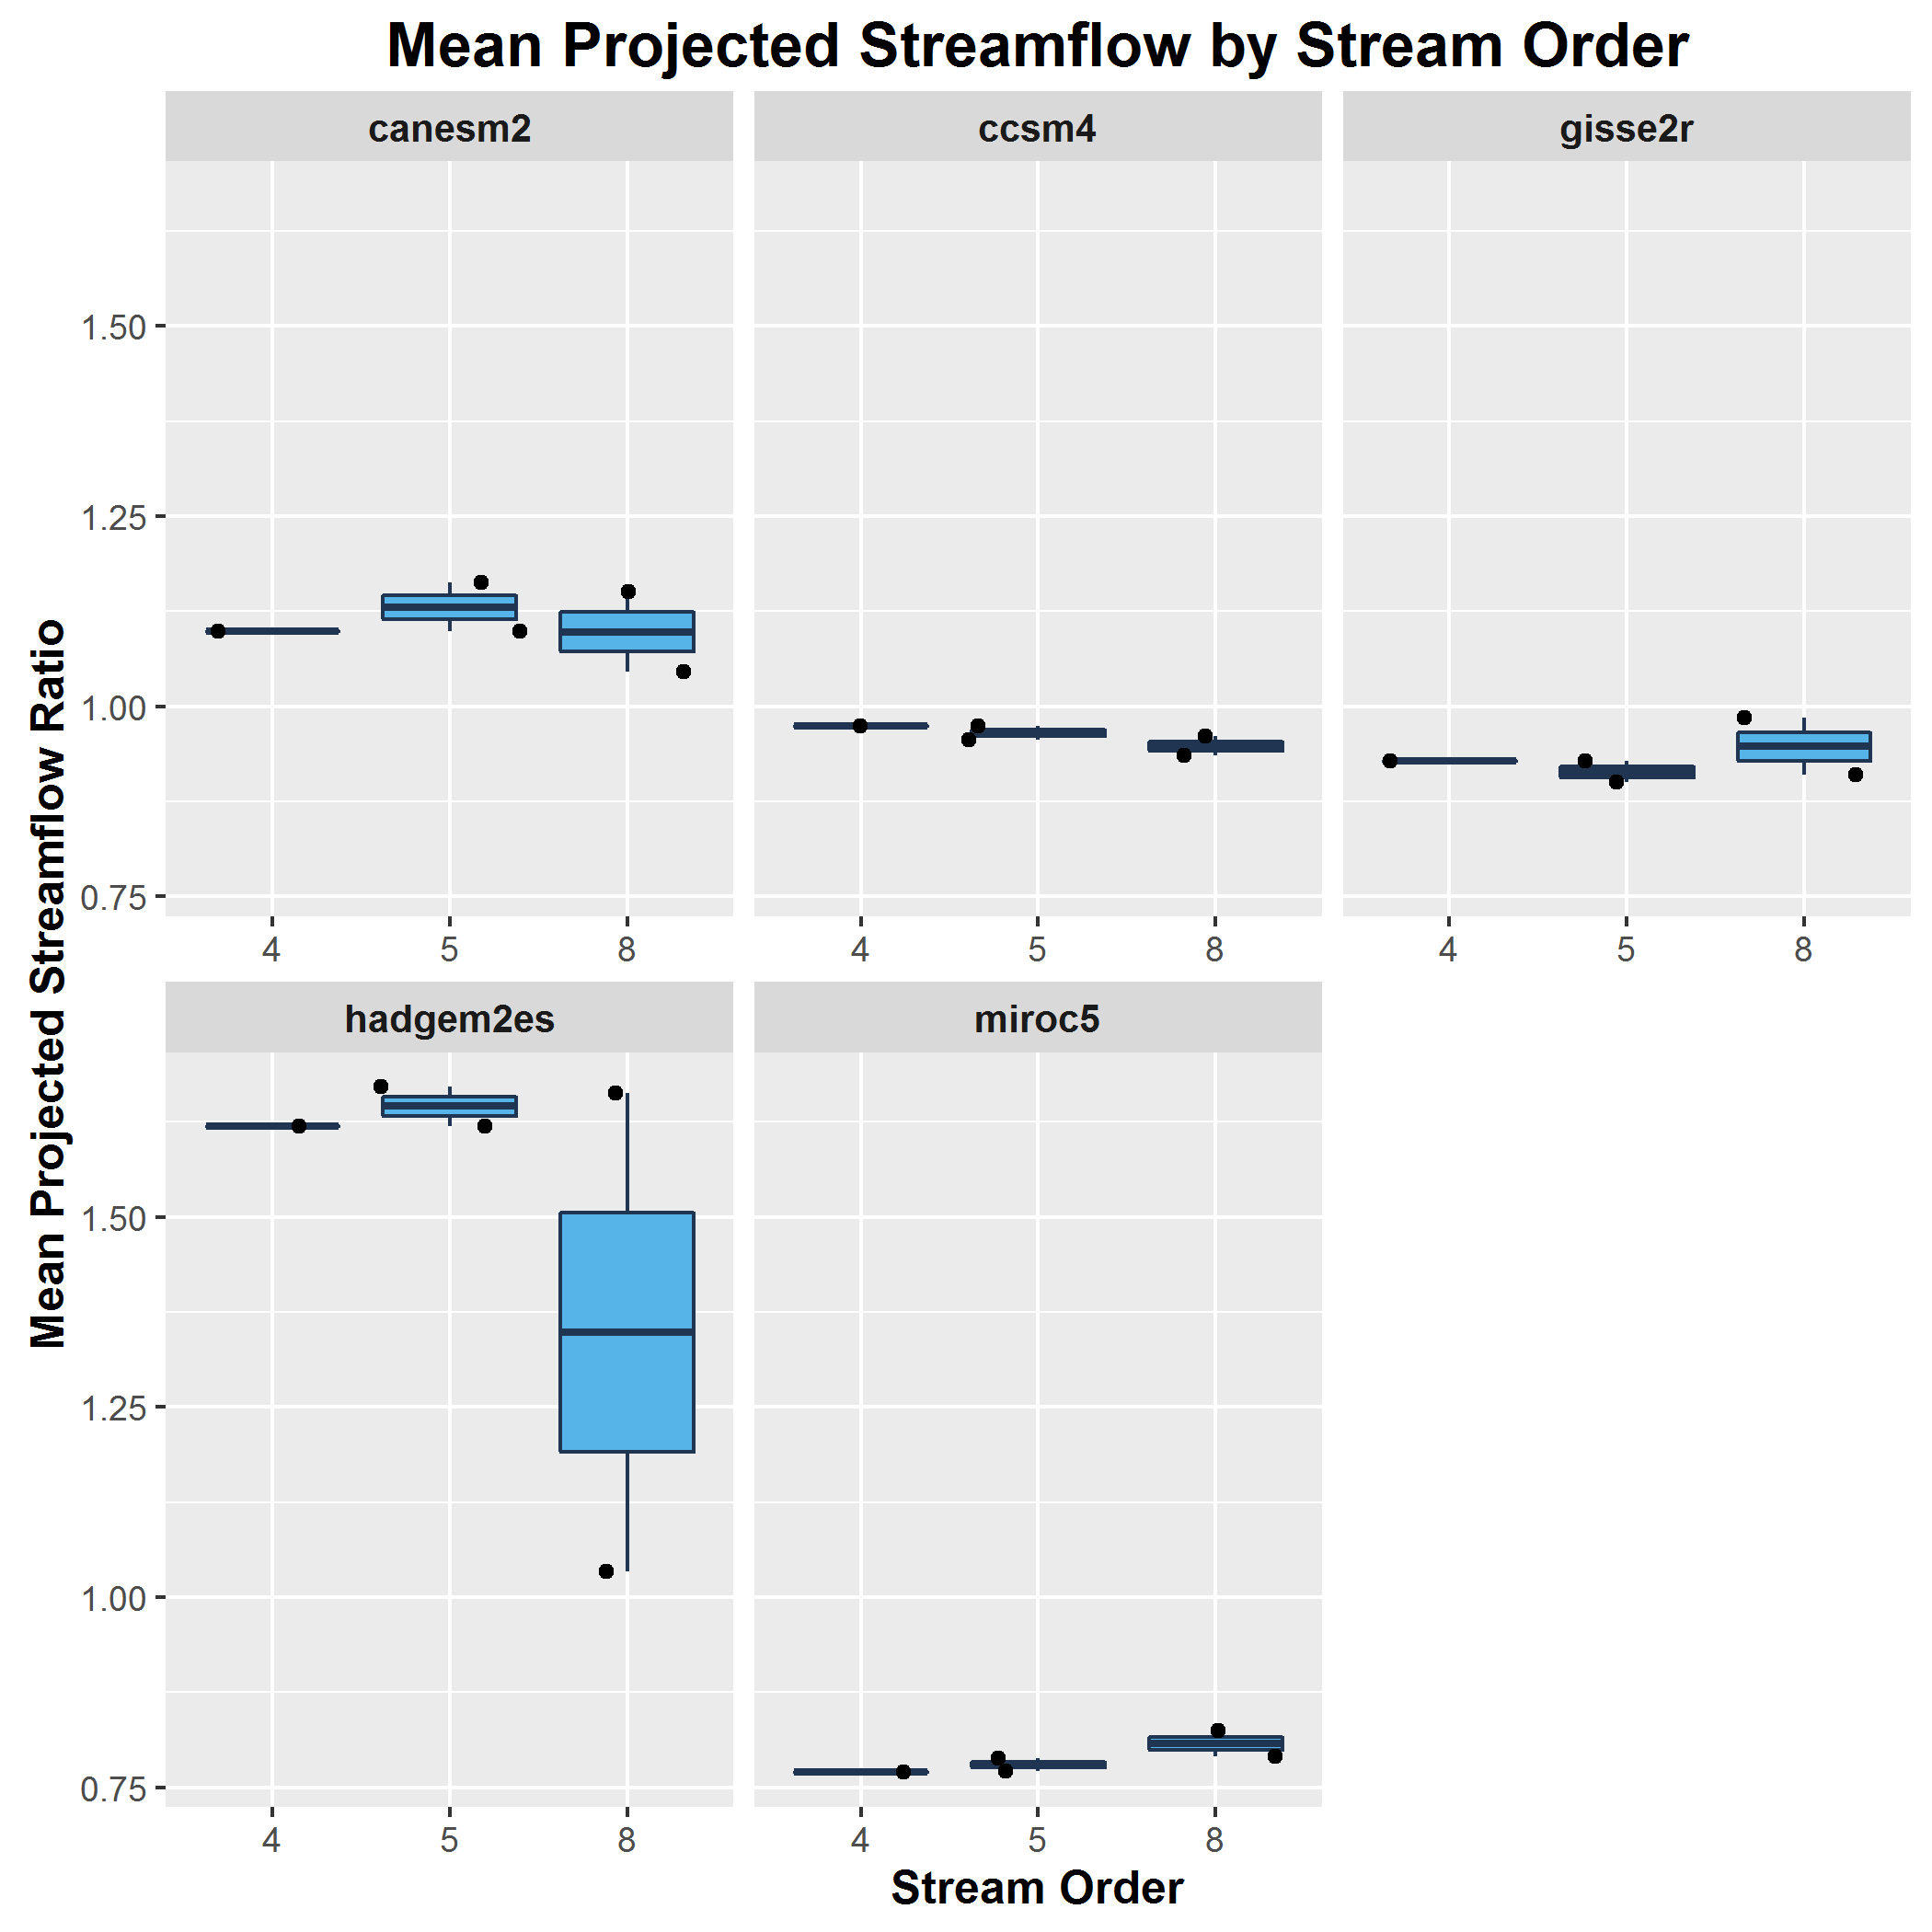 Mean Projected Streamflow by Stream Order
canesm2
ccsm4
gisse2r
Mean Projected Streamflow Ratio
1.50
1.25
1.00
0.75
4 5 8
4 5 8
4 5 8
hadgem2es
miroc5
1.50
1.25
1.00
0.75
4 5 8
4 5 8
Stream Order